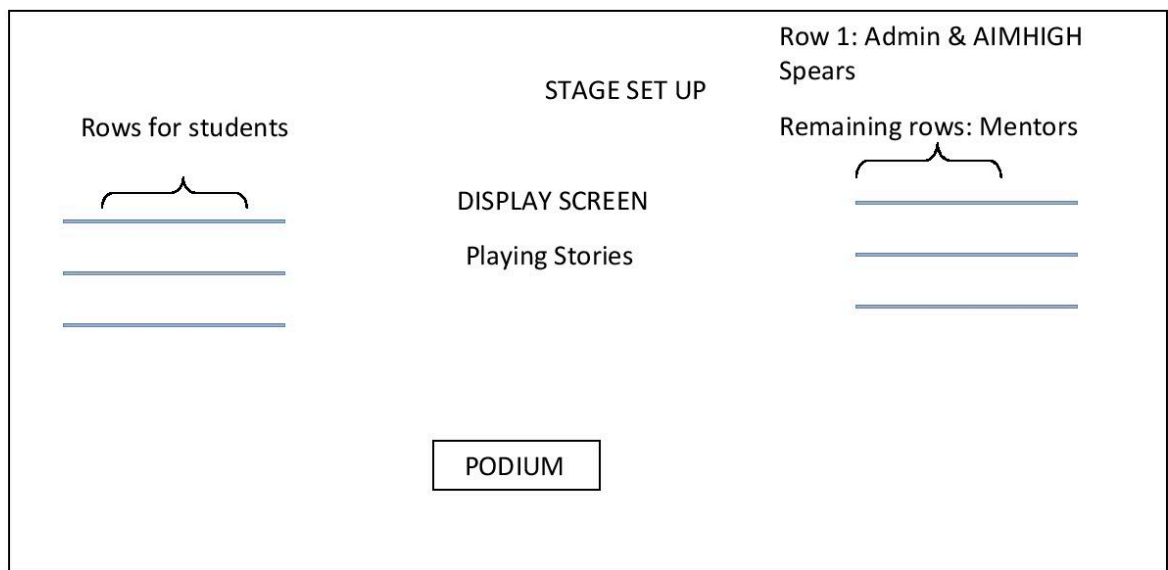 Row 1: Admin & AIMHIGH
Spears
STAGE SET UP
Rows for students
Remaining rows: Mentors
DISPLAY SCREEN
Playing Stories
PODIUM